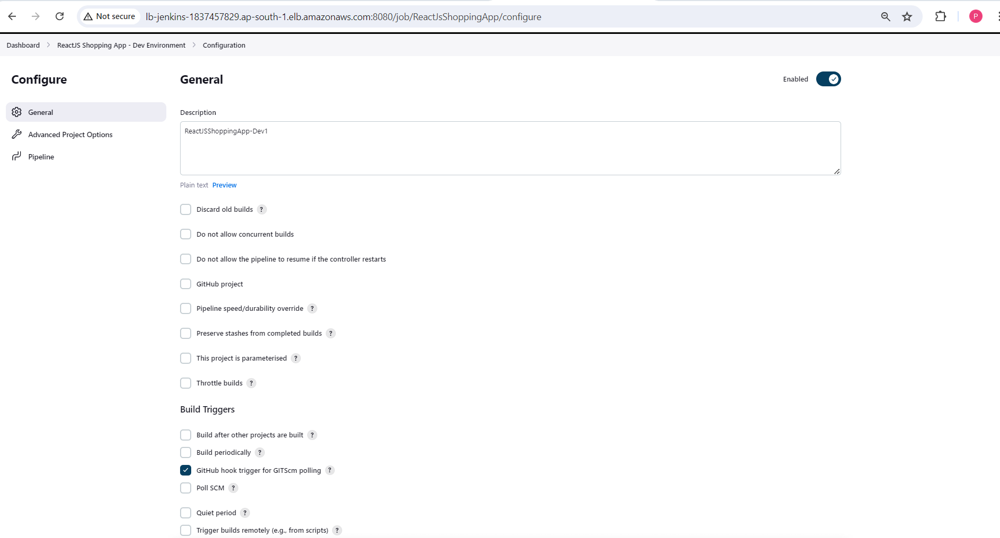 Not secure lb-jenkins-1837457829.ap-south-1.elb.amazonaws.com:8080/job/ReactJsShoppingApp/configure P
Dashboard > ReactJS Shopping App - Dev Environment > Configuration
Configure
General
Advanced Project Options
Pipeline
General
Enabled
Description
ReactJSShoppingApp-Dev1
Plain text Preview
Discard old builds ?
Do not allow concurrent builds
Do not allow the pipeline to resume if the controller restarts
GitHub project
Pipeline speed/durability override ?
Preserve stashes from completed builds ?
This project is parameterised ?
Throttle builds ?
Build Triggers
Build after other projects are built ?
Build periodically ?
GitHub hook trigger for GITScm polling ?
Poll SCM ?
Quiet period ?
Trigger builds remotely (e.g., from scripts) ?